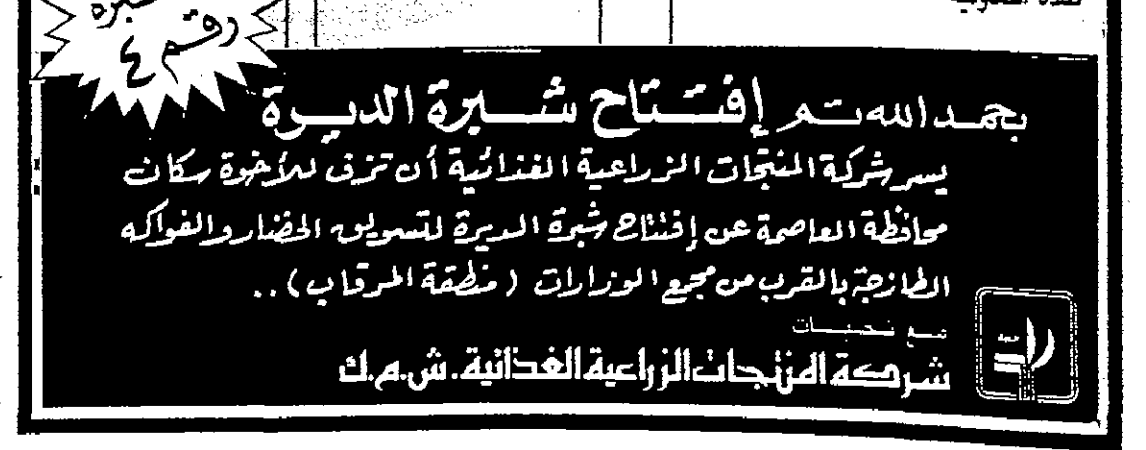 شبرة
رقم ٤
بحمد الله تم إفتتاح شبرة الديرة
يسر شركة المنتجات الزراعية الغذائية أن تزف للأخوة سكان
محافظة العاصمة عن إفتتاح شبرة الديرة لتسويق الخضار والفواكه
الطازجة بالقرب من مجمع الوزارات ( منطقة المرقاب ) ..
مع تحيات
شركة المنتجات الزراعية الغذائية. ش.م.ك